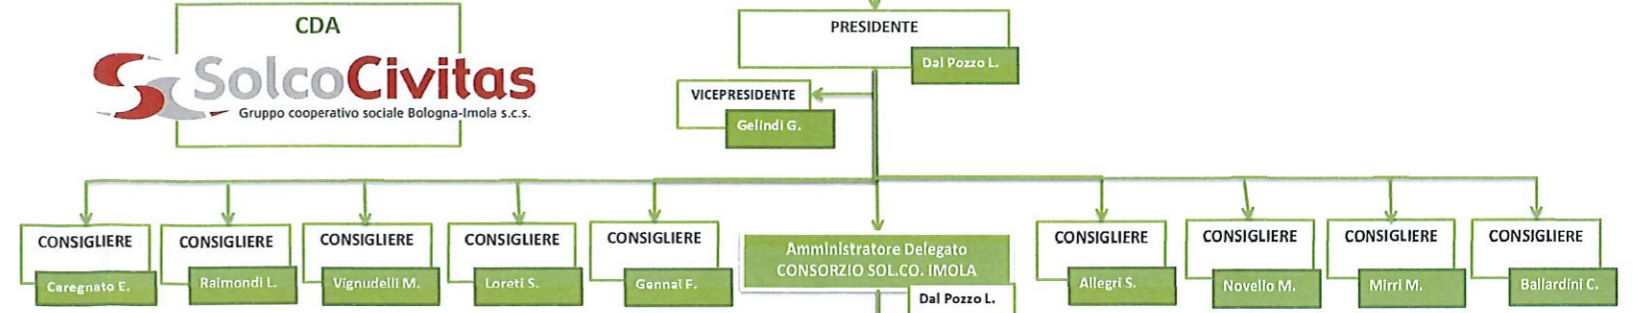 CDA
SolcoCivitas
Gruppo cooperativo sociale Bologna-Imola s.c.s.
PRESIDENTE
Dal Pozzo L.
VICEPRESIDENTE
Gelindi G.
CONSIGLIERE
Caregnato E.
CONSIGLIERE
Raimondi L.
CONSIGLIERE
Vignudelli M.
CONSIGLIERE
Loreti S.
CONSIGLIERE
Gennai F.
Amministratore Delegato
CONSORZIO SOL.CO. IMOLA
Dal Pozzo L.
CONSIGLIERE
Allegri S.
CONSIGLIERE
Novello M.
CONSIGLIERE
Mirri M.
CONSIGLIERE
Ballardini C.